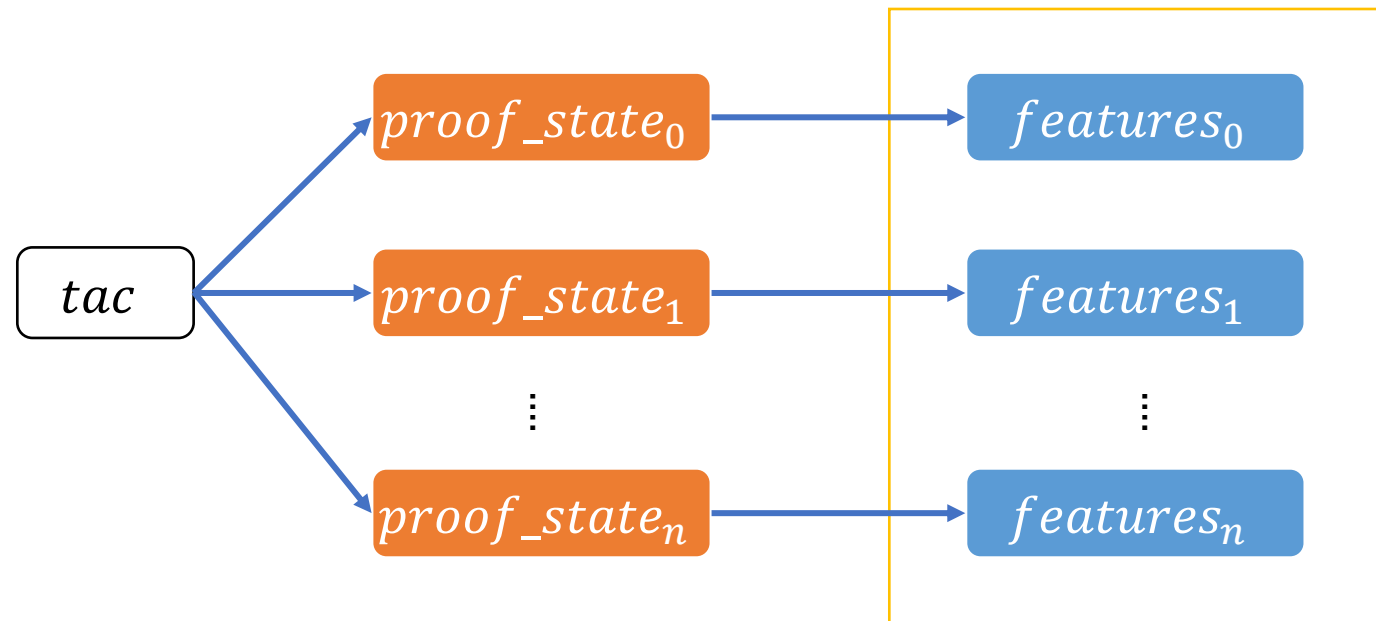 proof_state₀
features₀
tac
proof_state₁
features₁
proof_stateₙ
featuresₙ